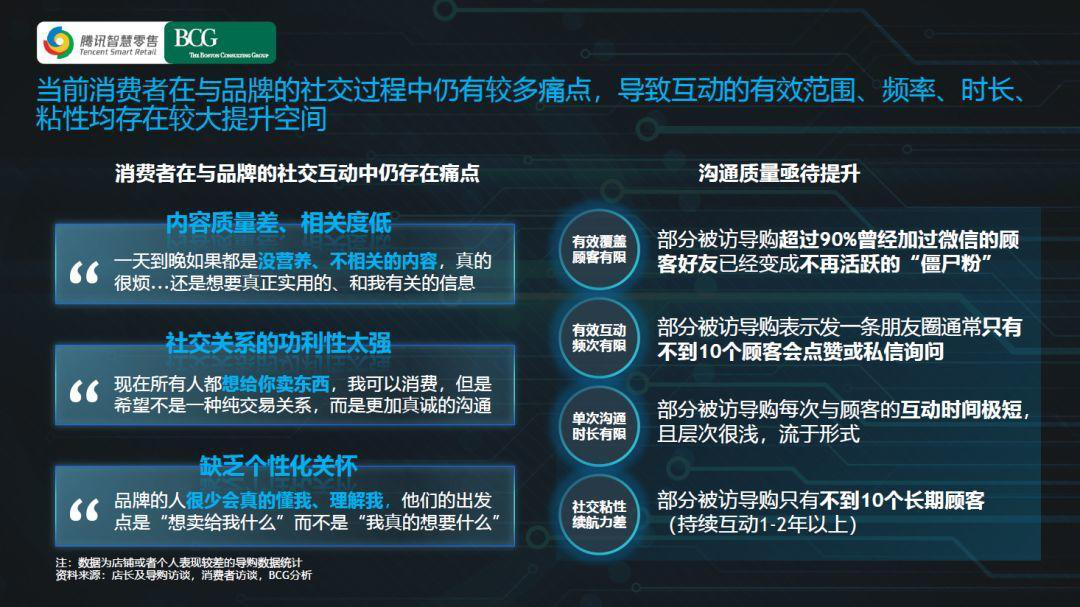 腾讯智慧零售
Tencent Smart Retail
BCG
THE BOSTON CONSULTING GROUP
当前消费者在与品牌的社交过程中仍有较多痛点，导致互动的有效范围、频率、时长、
粘性均存在较大提升空间
消费者在与品牌的社交互动中仍存在痛点
内容质量差、相关度低
“
一天到晚如果都是没营养、不相关的内容，真的
很烦…还是想要真正实用的、和我有关的信息
社交关系的功利性太强
“
现在所有人都想给你卖东西，我可以消费，但是
希望不是一种纯交易关系，而是更加真诚的沟通
缺乏个性化关怀
“
品牌的人很少会真的懂我、理解我，他们的出发
点是“想卖给我什么”而不是“我真的想要什么”
沟通质量亟待提升
有效覆盖
顾客有限
部分被访导购超过90%曾经加过微信的顾
客好友已经变成不再活跃的“僵尸粉”
有效互动
频次有限
部分被访导购表示发一条朋友圈通常只有
不到10个顾客会点赞或私信询问
单次沟通
时长有限
部分被访导购每次与顾客的互动时间极短，
且层次很浅，流于形式
社交粘性
续航力差
部分被访导购只有不到10个长期顾客
（持续互动1-2年以上）
注：数据为店铺或者个人表现较差的导购数据统计
资料来源：店长及导购访谈，消费者访谈，BCG分析